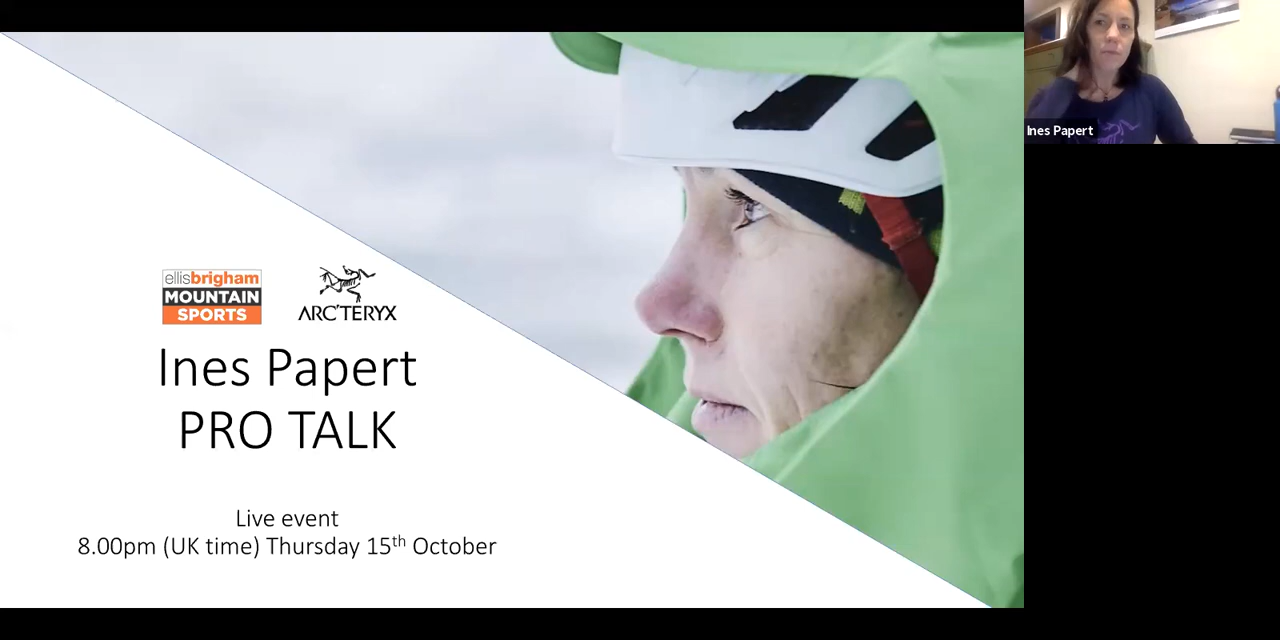 ellisbrigham
MOUNTAIN
SPORTS
ARC'TERYX
Ines Papert
PRO TALK
Live event
8.00pm (UK time) Thursday 15th October
Ines Papert